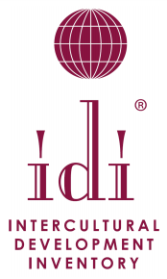 idi®
INTERCULTURAL
DEVELOPMENT
INVENTORY